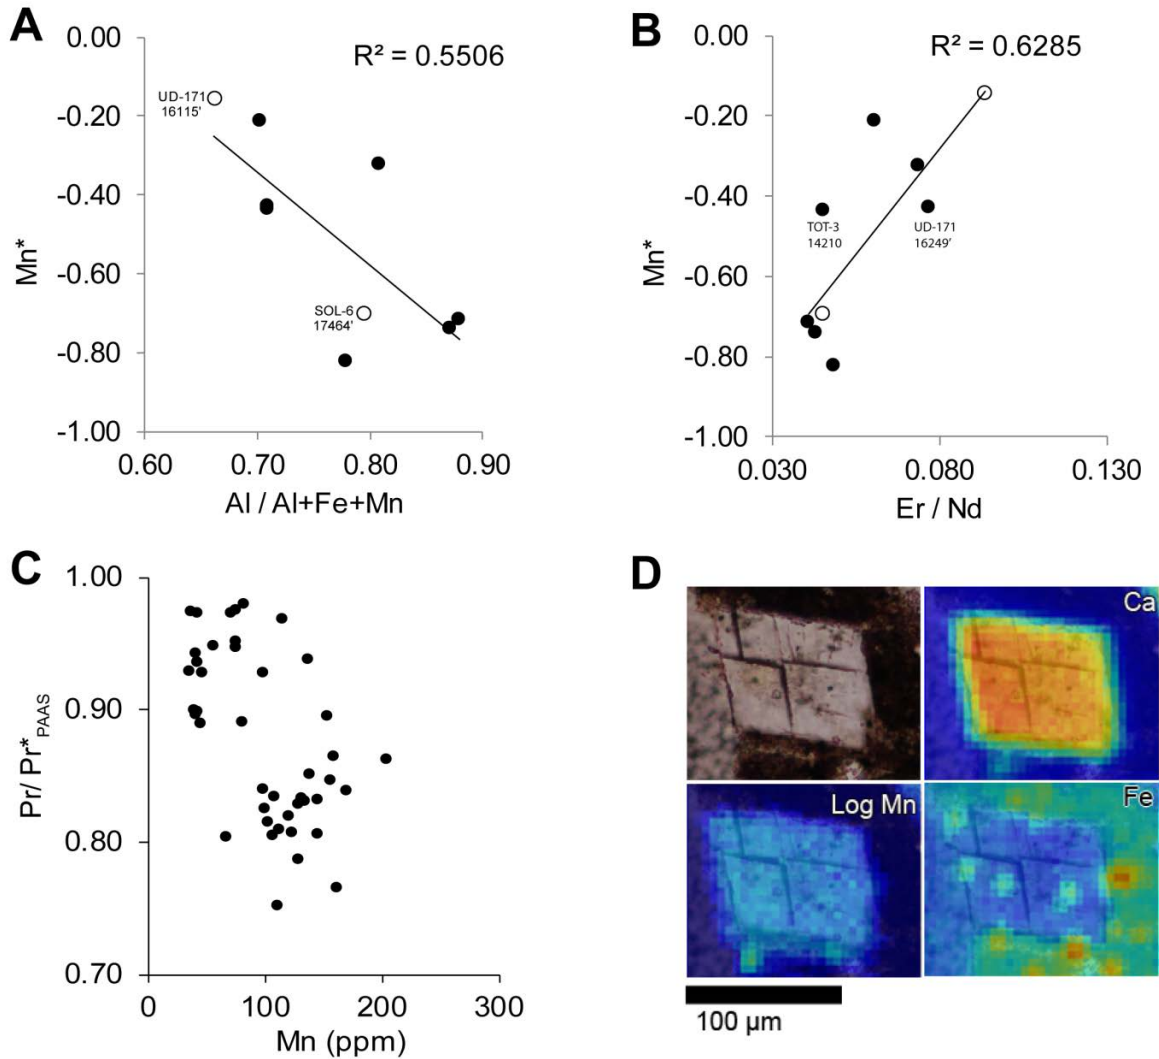 A
0.00
R² = 0.5506
UD-171
16115'
-0.20
-0.40
Mn*
-0.60
SOL-6
17464'
-0.80
-1.00
0.60 0.70 0.80 0.90
Al / Al+Fe+Mn
B
0.00
R² = 0.6285
-0.20
-0.40
TOT-3
14210
UD-171
16249'
Mn*
-0.60
-0.80
-1.00
0.030 0.080 0.130
Er / Nd
C
1.00
0.90
Pr/ Pr*PAAS
0.80
0.70
0 100 200 300
Mn (ppm)
D
Ca
Log Mn
Fe
100 µm